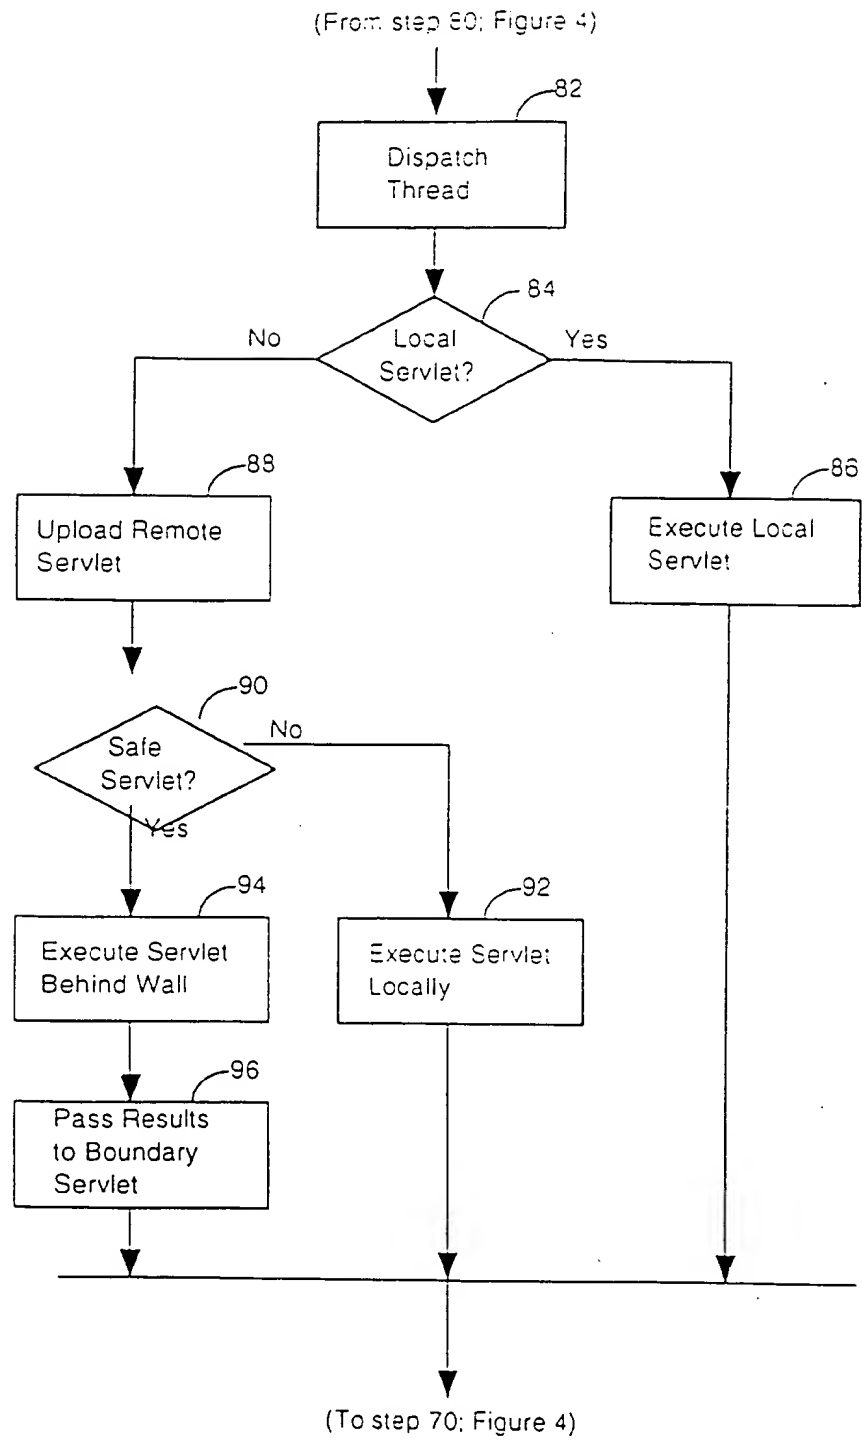 (From step 80; Figure 4)
82
Dispatch
Thread
84
No
Local
Servlet?
Yes
88
Upload Remote
Servlet
86
Execute Local
Servlet
90
Safe
Servlet?
No
Yes
94
Execute Servlet
Behind Wall
92
Execute Servlet
Locally
96
Pass Results
to Boundary
Servlet
(To step 70; Figure 4)